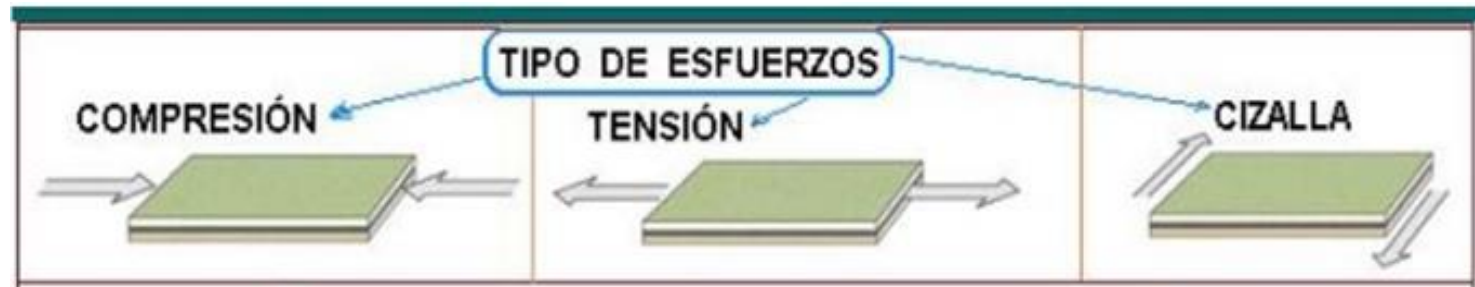 TIPO DE ESFUERZOS
COMPRESIÓN
TENSIÓN
CIZALLA